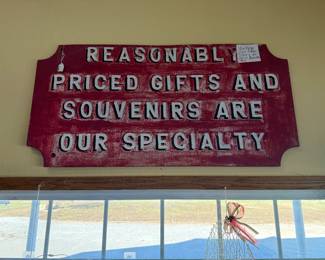 REASONABLY
PRICED GIFTS AND
SOUVENIRS ARE
OUR SPECIALTY